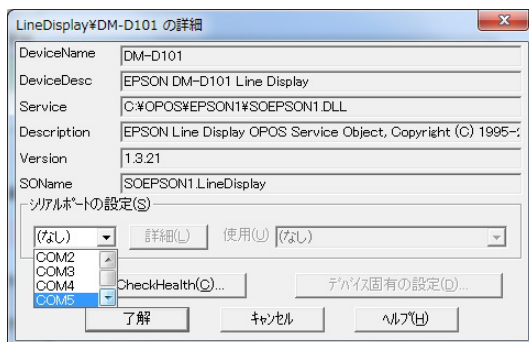 LineDisplay¥DM-D101 の詳細
DeviceName DM-D101
DeviceDesc EPSON DM-D101 Line Display
Service C:¥OPOS¥EPSON1¥SOEPSON1.DLL
Description EPSON Line Display OPOS Service Object, Copyright (C) 1995-
Version 1.3.21
SOName SOEPSON1.LineDisplay
シリアルポートの設定(S)
(なし) 詳細(L) 使用(U) (なし)
COM2
COM3
COM4
COM5
CheckHealth(C)... デバイス固有の設定(D)...
了解 キャンセル ヘルプ(H)